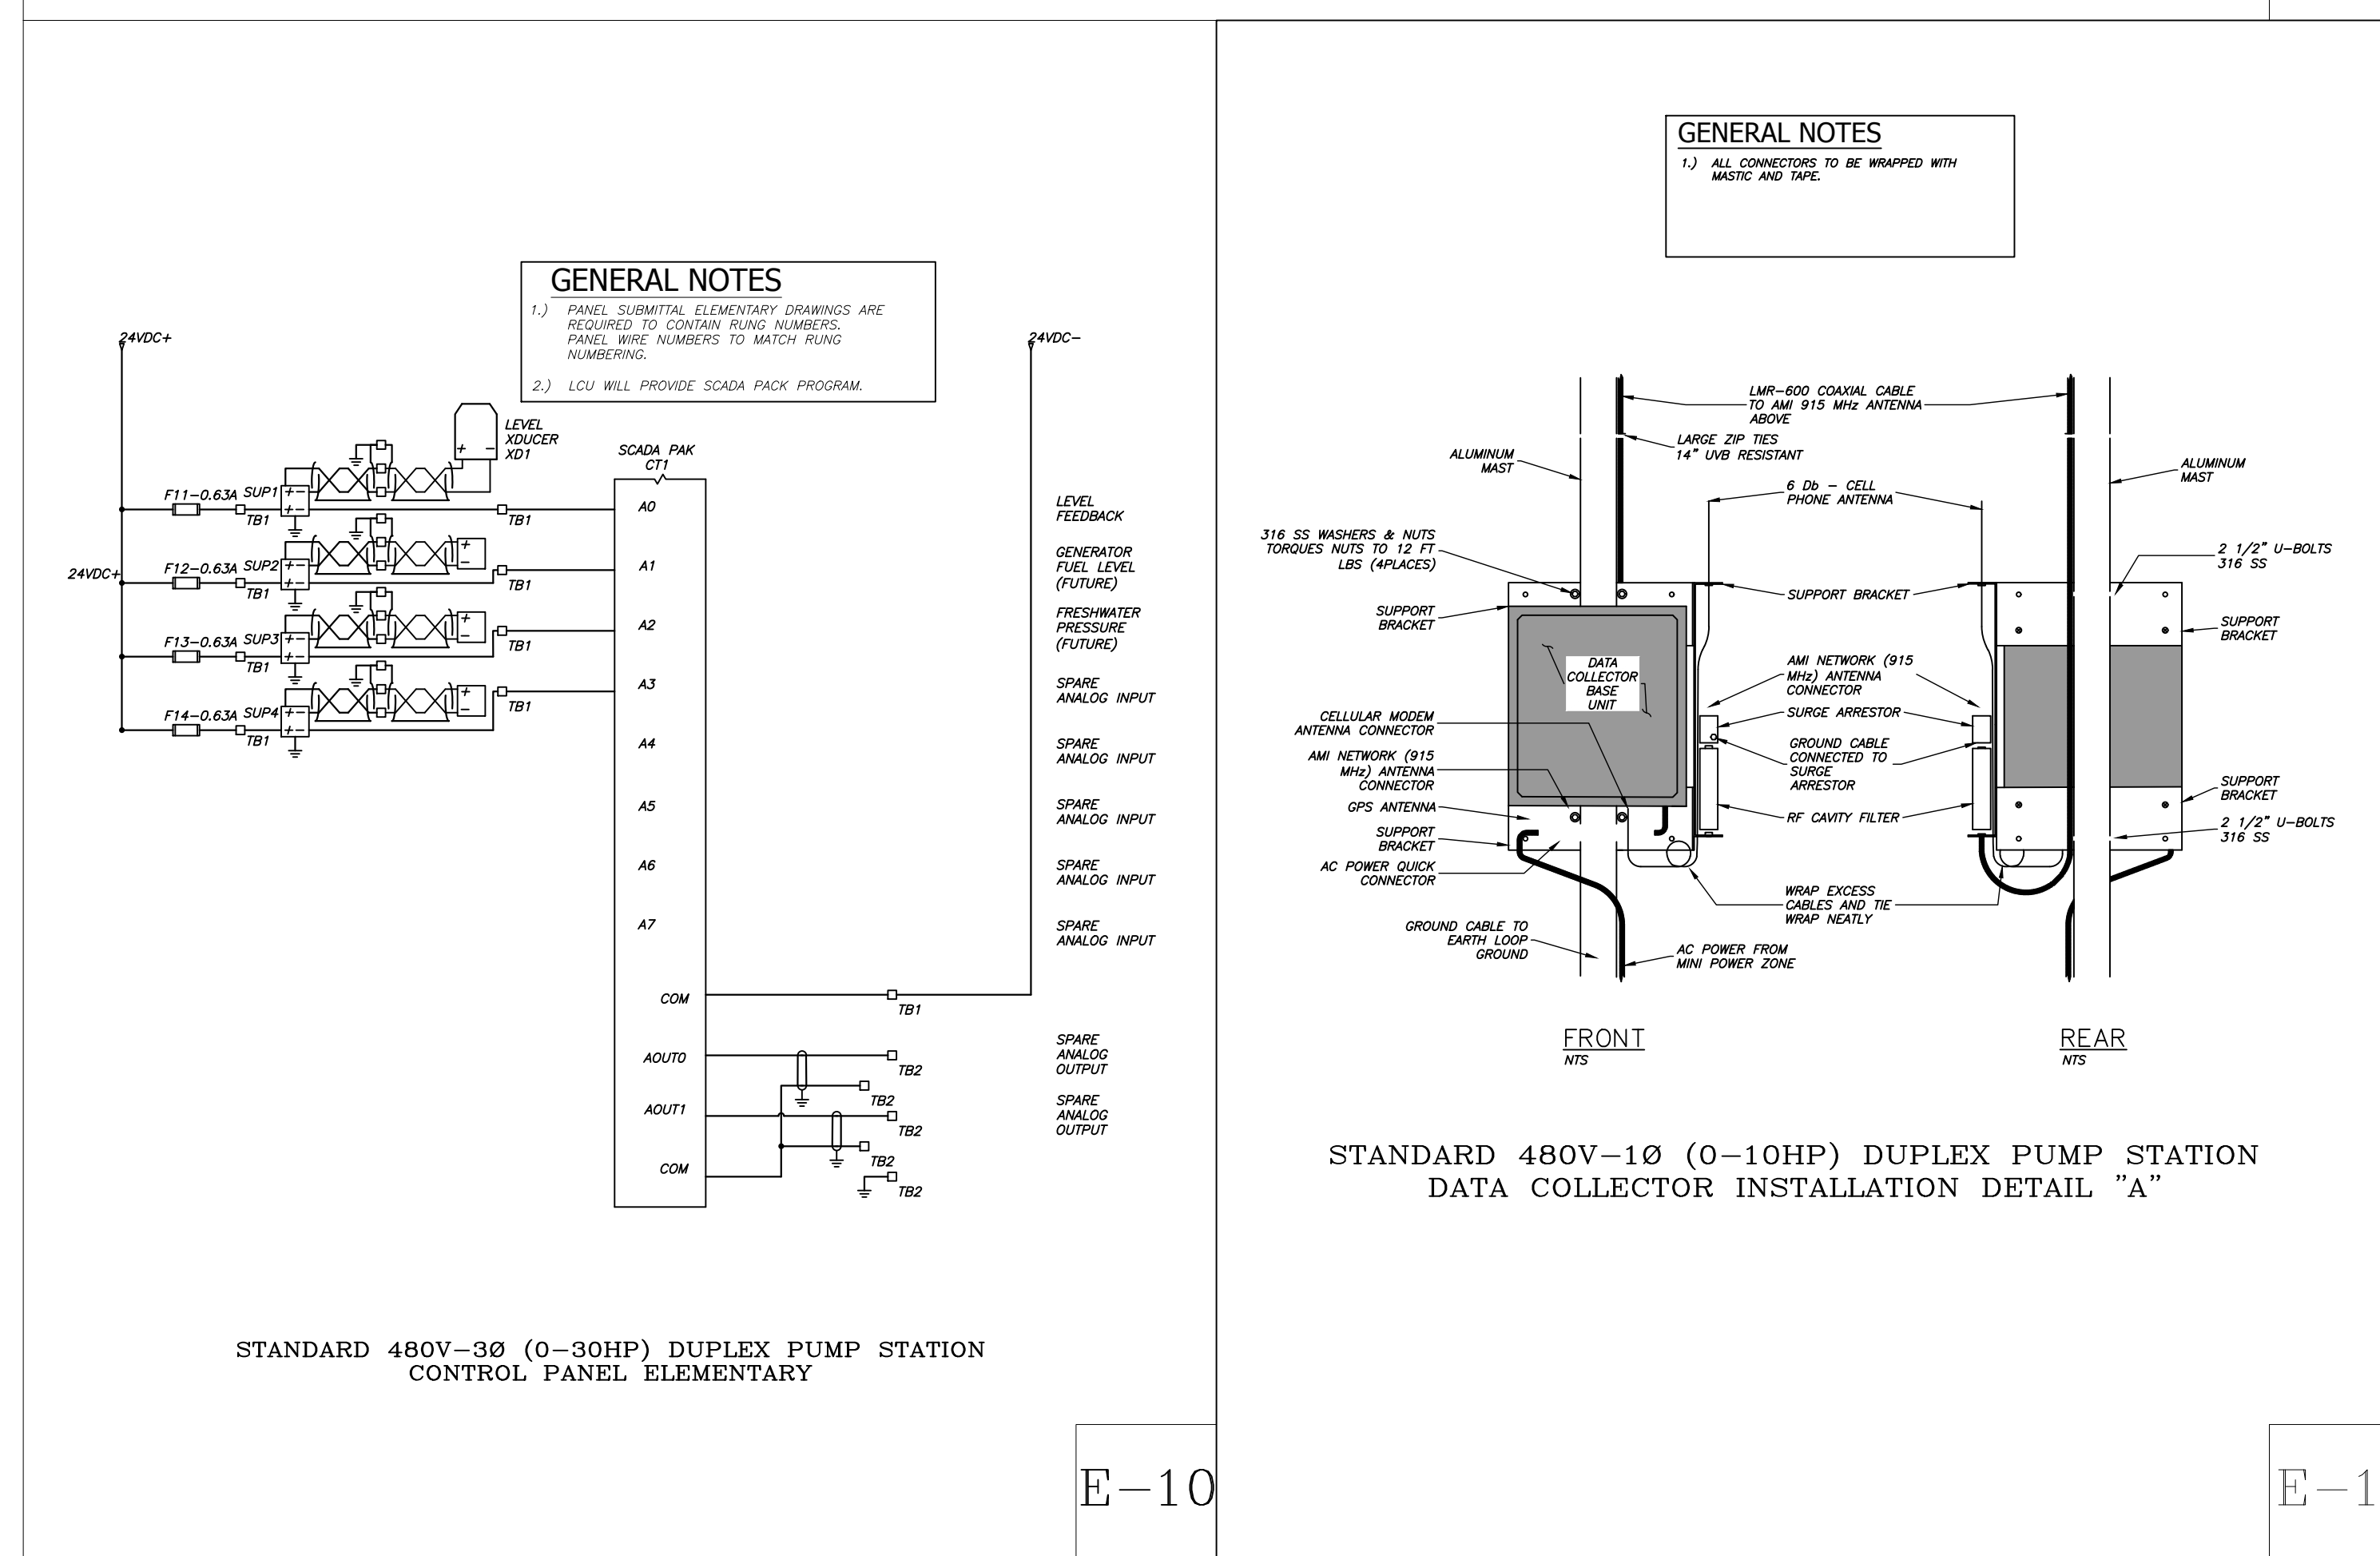 GENERAL NOTES
1.) PANEL SUBMITTAL ELEMENTARY DRAWINGS ARE
REQUIRED TO CONTAIN RUNG NUMBERS.
PANEL WIRE NUMBERS TO MATCH RUNG
NUMBERING.
2.) LCU WILL PROVIDE SCADA PACK PROGRAM.
24VDC+
24VDC-
LEVEL
XDUCER
XD1
+ -
SCADA PAK
CT1
F11-0.63A SUP1
+-
+-
TB1
TB1
A0
LEVEL
FEEDBACK
24VDC+
F12-0.63A SUP2
+-
+-
+
-
TB1
TB1
A1
GENERATOR
FUEL LEVEL
(FUTURE)
F13-0.63A SUP3
+-
+-
+
-
TB1
TB1
A2
FRESHWATER
PRESSURE
(FUTURE)
F14-0.63A SUP4
+-
+-
+
-
TB1
TB1
A3
SPARE
ANALOG INPUT
A4
SPARE
ANALOG INPUT
A5
SPARE
ANALOG INPUT
A6
SPARE
ANALOG INPUT
A7
SPARE
ANALOG INPUT
COM
TB1
AOUT0
TB2
SPARE
ANALOG
OUTPUT
TB2
AOUT1
TB2
SPARE
ANALOG
OUTPUT
TB2
COM
TB2
STANDARD 480V-3Ø (0-30HP) DUPLEX PUMP STATION
CONTROL PANEL ELEMENTARY
E-10
GENERAL NOTES
1.) ALL CONNECTORS TO BE WRAPPED WITH
MASTIC AND TAPE.
LMR-600 COAXIAL CABLE
TO AMI 915 MHz ANTENNA
ABOVE
LARGE ZIP TIES
14" UVB RESISTANT
ALUMINUM
MAST
ALUMINUM
MAST
6 Db - CELL
PHONE ANTENNA
316 SS WASHERS & NUTS
TORQUES NUTS TO 12 FT
LBS (4PLACES)
2 1/2" U-BOLTS
316 SS
SUPPORT BRACKET
SUPPORT
BRACKET
SUPPORT
BRACKET
DATA
COLLECTOR
BASE
UNIT
AMI NETWORK (915
MHz) ANTENNA
CONNECTOR
CELLULAR MODEM
ANTENNA CONNECTOR
SURGE ARRESTOR
GROUND CABLE
CONNECTED TO
SURGE
ARRESTOR
AMI NETWORK (915
MHz) ANTENNA
CONNECTOR
SUPPORT
BRACKET
GPS ANTENNA
RF CAVITY FILTER
SUPPORT
BRACKET
2 1/2" U-BOLTS
316 SS
AC POWER QUICK
CONNECTOR
WRAP EXCESS
CABLES AND TIE
WRAP NEATLY
GROUND CABLE TO
EARTH LOOP
GROUND
AC POWER FROM
MINI POWER ZONE
FRONT
NTS
REAR
NTS
STANDARD 480V-1Ø (0-10HP) DUPLEX PUMP STATION
DATA COLLECTOR INSTALLATION DETAIL "A"
E-1